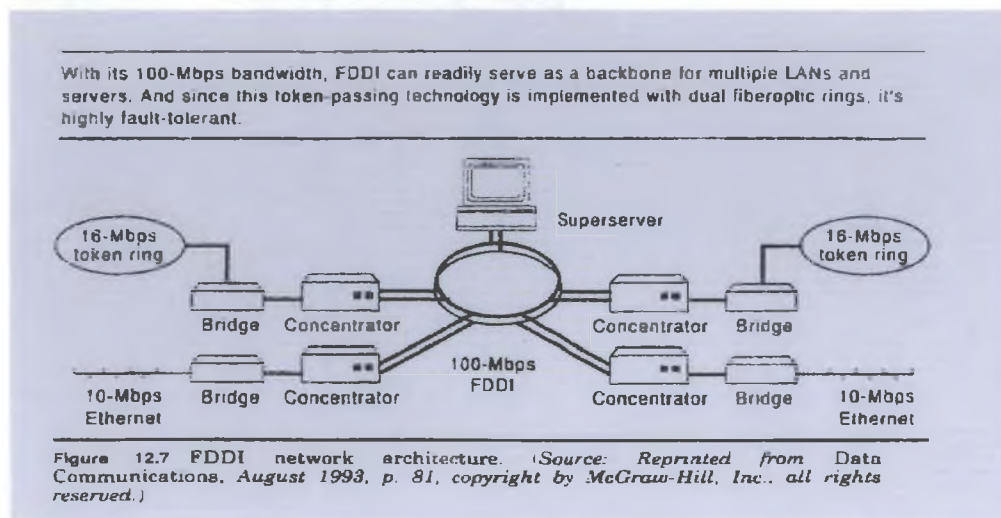 With its 100-Mbps bandwidth, FDDI can readily serve as a backbone for multiple LANs and
servers. And since this token-passing technology is implemented with dual fiberoptic rings, it's
highly fault-tolerant.
Superserver
16-Mbps
token ring
16-Mbps
token ring
Bridge
Concentrator
Concentrator
Bridge
100-Mbps
FDDI
10-Mbps
Ethernet
Bridge
Concentrator
Concentrator
Bridge
10-Mbps
Ethernet
Figure 12.7 FDDI network architecture. (Source: Reprinted from Data
Communications, August 1993, p. 81, copyright by McGraw-Hill, Inc., all rights
reserved.)